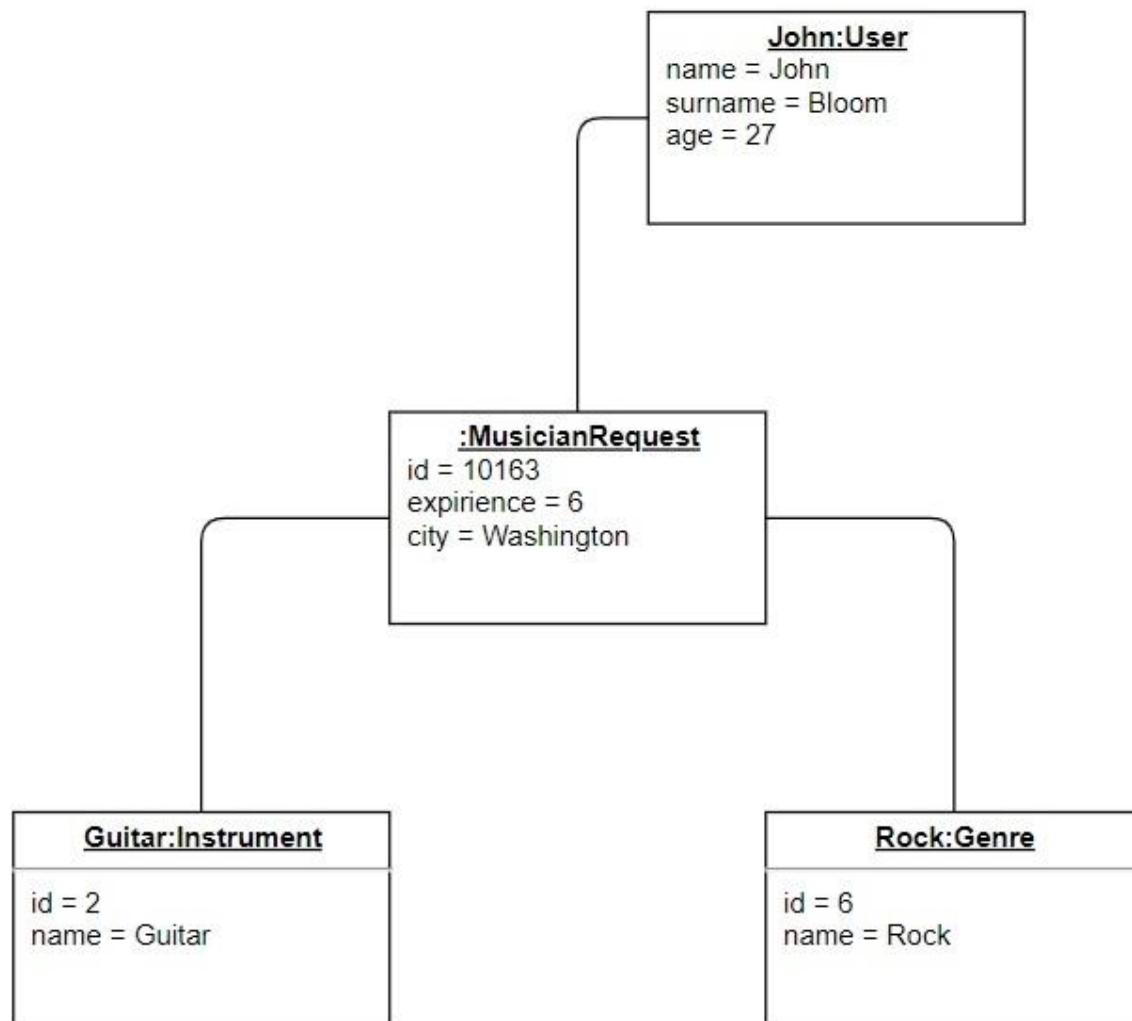 John:User
name = John
surname = Bloom
age = 27
:MusicianRequest
id = 10163
expirience = 6
city = Washington
Guitar:Instrument
id = 2
name = Guitar
Rock:Genre
id = 6
name = Rock